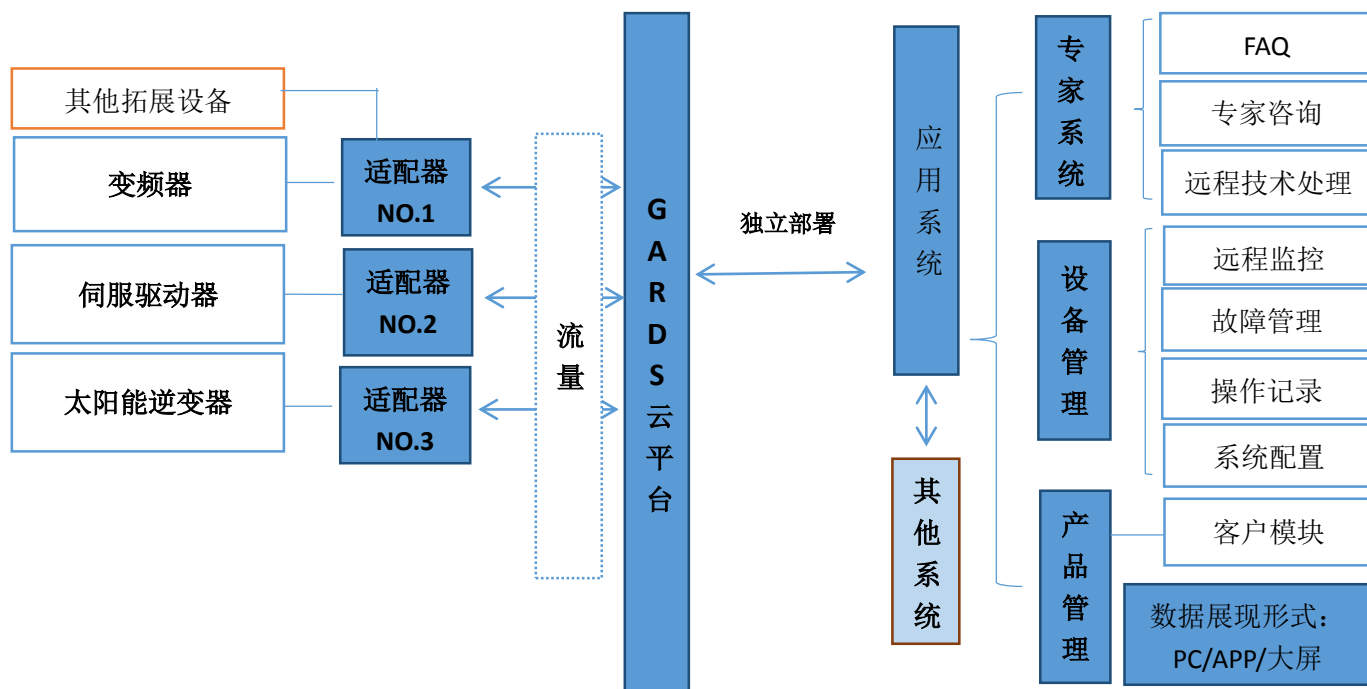 其他拓展设备
变频器
伺服驱动器
太阳能逆变器
适配器
NO.1
适配器
NO.2
适配器
NO.3
流量
GARDS云平台
独立部署
应用系统
其他系统
专家系统
FAQ
专家咨询
远程技术处理
设备管理
远程监控
故障管理
操作记录
系统配置
产品管理
客户模块
数据展现形式：
PC/APP/大屏